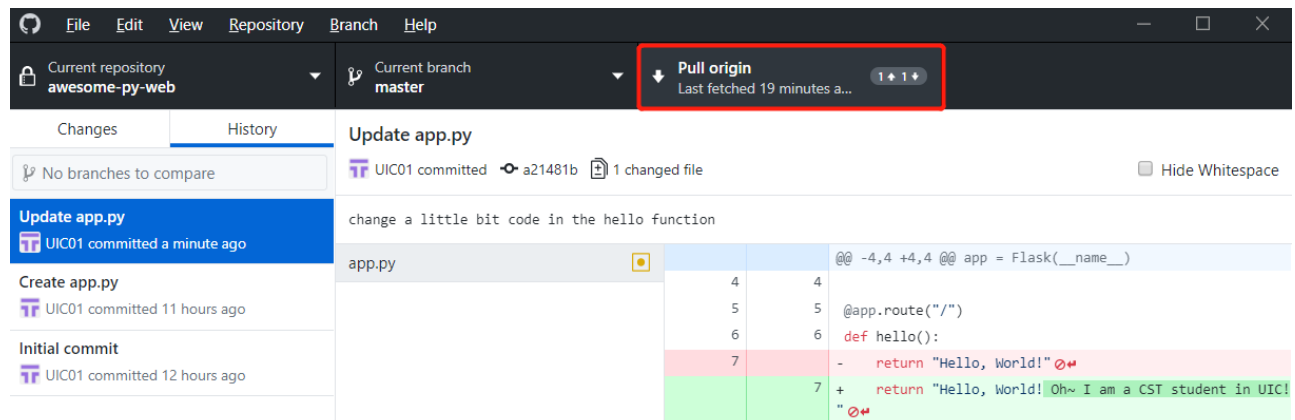 File Edit View Repository Branch Help
Current repository
awesome-py-web
Current branch
master
Pull origin
Last fetched 19 minutes a...
1 1
Changes
History
No branches to compare
Update app.py
UIC01 committed a minute ago
Create app.py
UIC01 committed 11 hours ago
Initial commit
UIC01 committed 12 hours ago
Update app.py
UIC01 committed a21481b 1 changed file
Hide Whitespace
change a little bit code in the hello function
app.py
@@ -4,4 +4,4 @@ app = Flask(__name__)
4 4
5 5 @app.route("/")
6 6 def hello():
7 - return "Hello, World!"
7 + return "Hello, World! Oh~ I am a CST student in UIC!
"